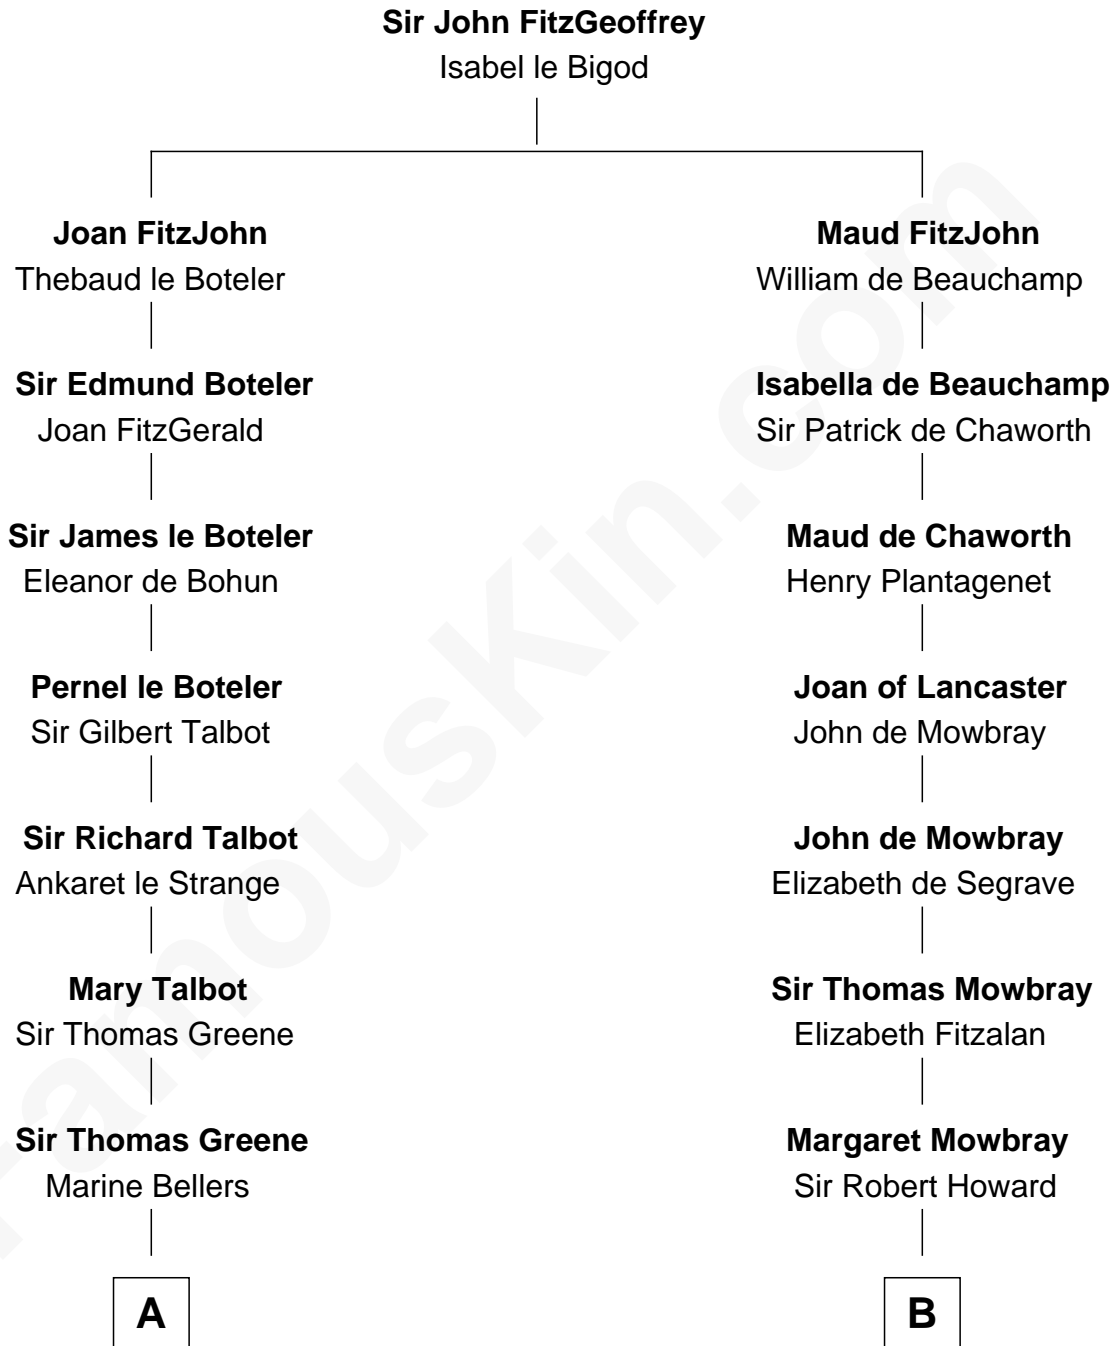 Sir John FitzGeoffrey
Isabel le Bigod
Joan FitzJohn
Thebaud le Boteler
Maud FitzJohn
William de Beauchamp
Sir Edmund Boteler
Joan FitzGerald
Isabella de Beauchamp
Sir Patrick de Chaworth
Sir James le Boteler
Eleanor de Bohun
Maud de Chaworth
Henry Plantagenet
Pernel le Boteler
Sir Gilbert Talbot
Joan of Lancaster
John de Mowbray
Sir Richard Talbot
Ankaret le Strange
John de Mowbray
Elizabeth de Segrave
Mary Talbot
Sir Thomas Greene
Sir Thomas Mowbray
Elizabeth Fitzalan
Sir Thomas Greene
Marine Bellers
Margaret Mowbray
Sir Robert Howard
A
B
FamousKin.com